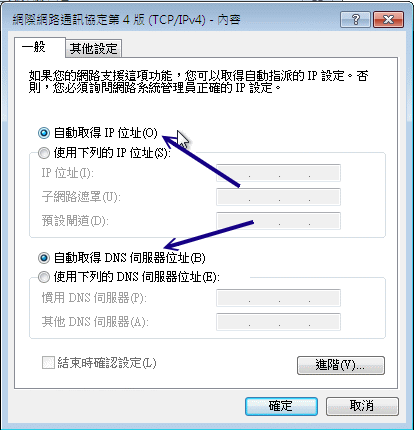 網際網路通訊協定第 4 版 (TCP/IPv4) - 內容
一般
其他設定
如果您的網路支援這項功能，您可以取得自動指派的 IP 設定。否
則，您必須詢問網路系統管理員正確的 IP 設定。
自動取得 IP 位址(O)
使用下列的 IP 位址(S):
IP 位址(I):
子網路遮罩(U):
預設閘道(D):
自動取得 DNS 伺服器位址(B)
使用下列的 DNS 伺服器位址(E):
慣用 DNS 伺服器(P):
其他 DNS 伺服器(A):
結束時確認設定(L)
進階(V)...
確定
取消